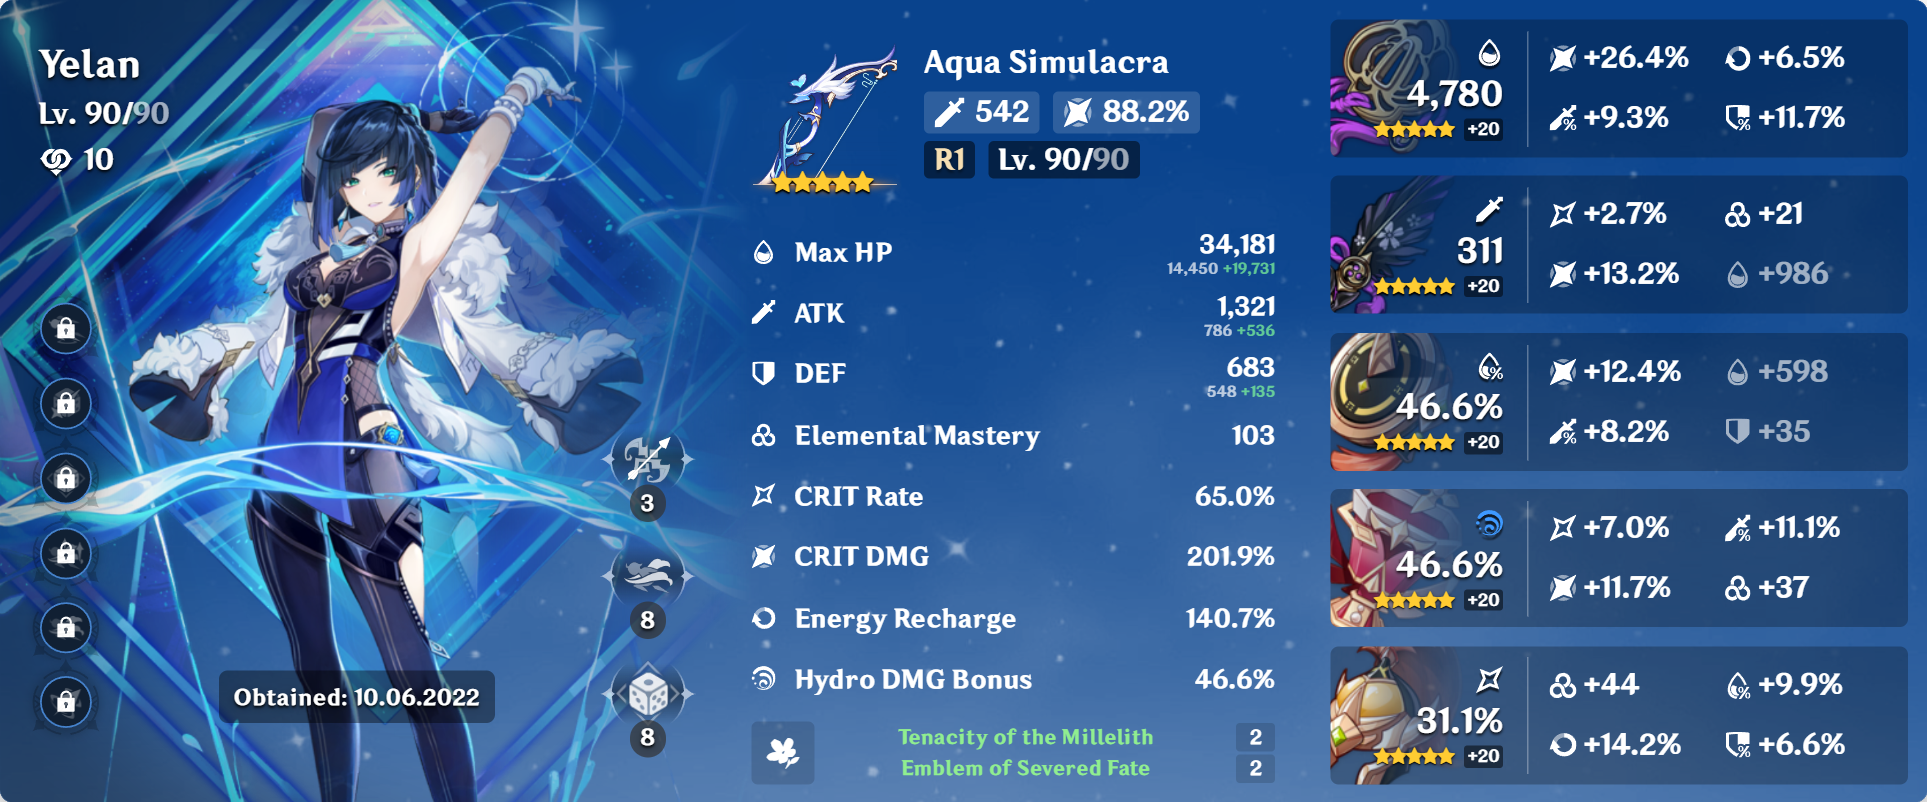 Yelan
Lv. 90/90
10
3
8
8
Obtained: 10.06.2022
Aqua Simulacra
542 88.2%
R1 Lv. 90/90
Max HP 34,181
14,450 +19,731
ATK 1,321
786 +536
DEF 683
548 +135
Elemental Mastery 103
CRIT Rate 65.0%
CRIT DMG 201.9%
Energy Recharge 140.7%
Hydro DMG Bonus 46.6%
Tenacity of the Millelith 2
Emblem of Severed Fate 2
4,780
+20
+26.4% +6.5%
+9.3% +11.7%
311
+20
+2.7% +21
+13.2% +986
46.6%
+20
+12.4% +598
+8.2% +35
46.6%
+20
+7.0% +11.1%
+11.7% +37
31.1%
+20
+44 +9.9%
+14.2% +6.6%